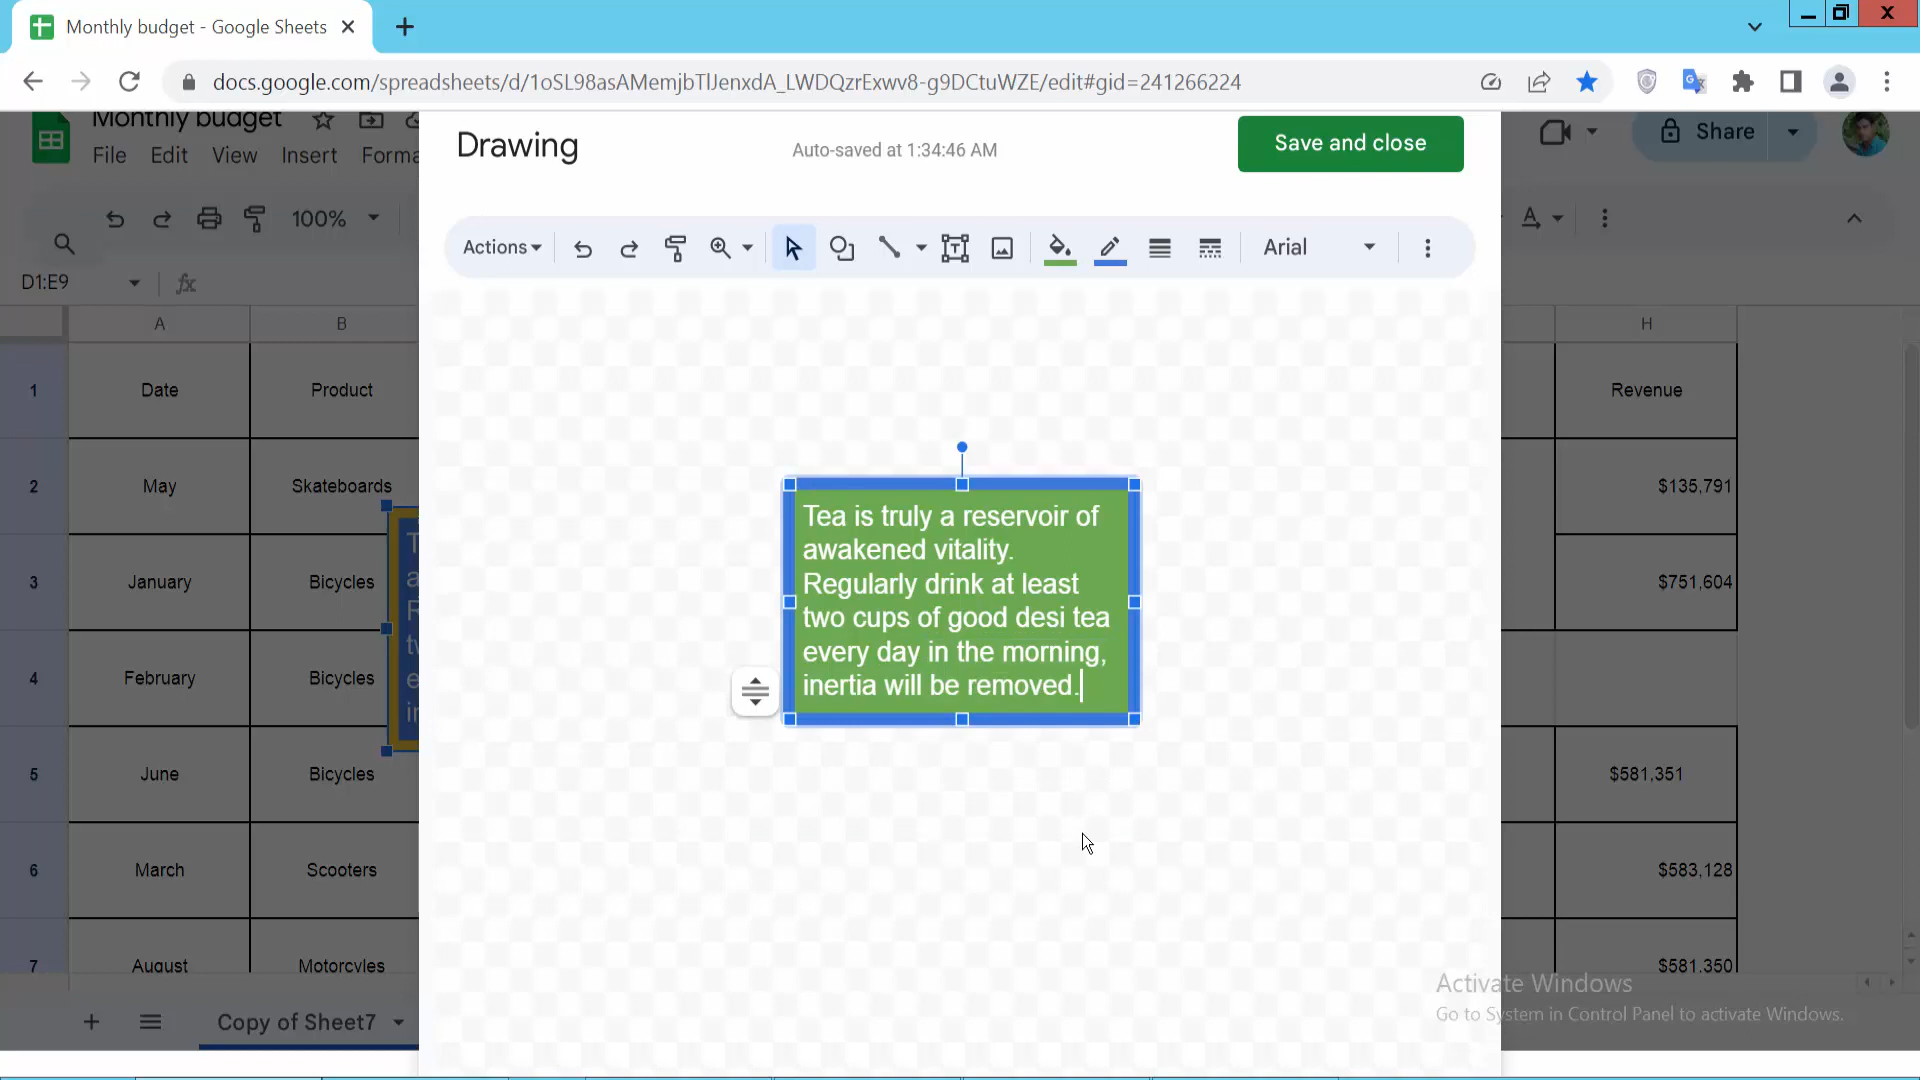 Monthly budget - Google Sheets
docs.google.com/spreadsheets/d/1oSL98asAMemjbTlJenxdA_LWDQzrExwv8-g9DCtuWZE/edit#gid=241266224
Monthly budget
File Edit View Insert Forma
Share
Drawing
Auto-saved at 1:34:46 AM
Save and close
100%
Actions
Arial
D1:E9
A B H
1 Date Product Revenue
2 May Skateboards $135,791
3 January Bicycles $751,604
4 February Bicycles
5 June Bicycles $581,351
6 March Scooters $583,128
7 August Motorcyles $581,350
Tea is truly a reservoir of
awakened vitality.
Regularly drink at least
two cups of good desi tea
every day in the morning,
inertia will be removed.
Copy of Sheet7
Activate Windows
Go to System in Control Panel to activate Windows.